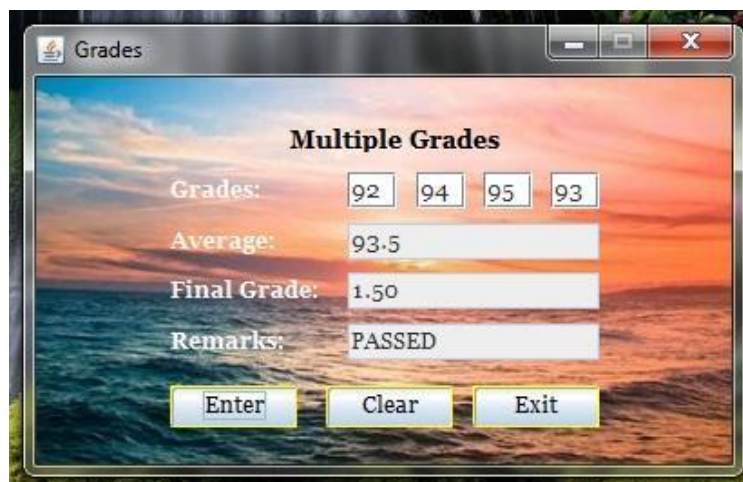 Grades
Multiple Grades
Grades: 92 94 95 93
Average: 93.5
Final Grade: 1.50
Remarks: PASSED
Enter Clear Exit